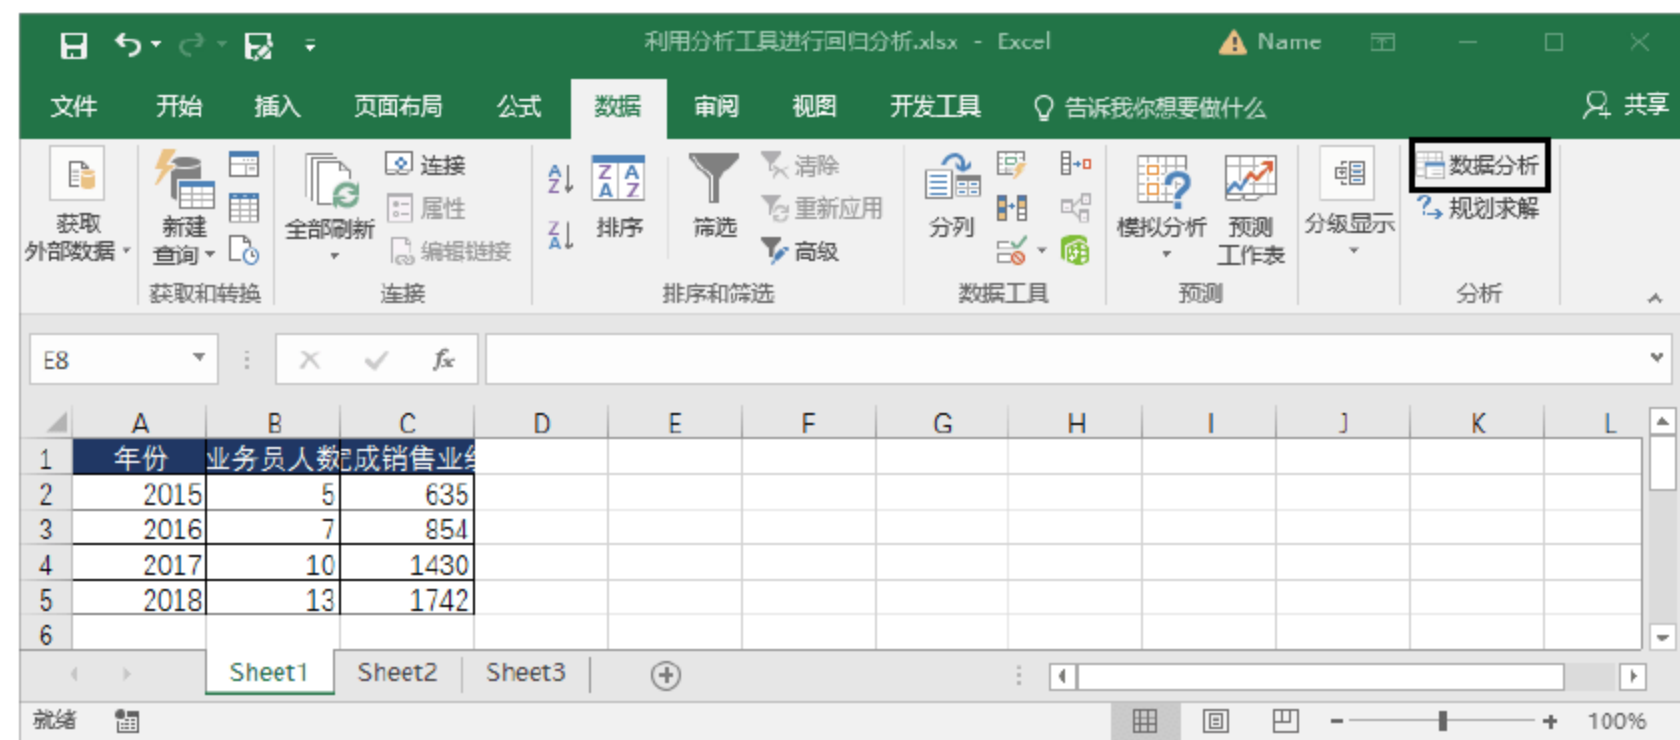 利用分析工具进行回归分析.xlsx - Excel
Name
文件 开始 插入 页面布局 公式 数据 审阅 视图 开发工具 告诉我你想要做什么 共享
获取
外部数据
新建
查询
获取和转换
全部刷新
连接
属性
编辑链接
连接
排序
筛选
清除
重新应用
高级
排序和筛选
分列
数据工具
模拟分析
预测
工作表
预测
分级显示
数据分析
规划求解
分析
E8
fx
A B C D E F G H I J K L
1 年份 业务员人数 成销售业
2 2015 5 635
3 2016 7 854
4 2017 10 1430
5 2018 13 1742
6
Sheet1 Sheet2 Sheet3
就绪
100%